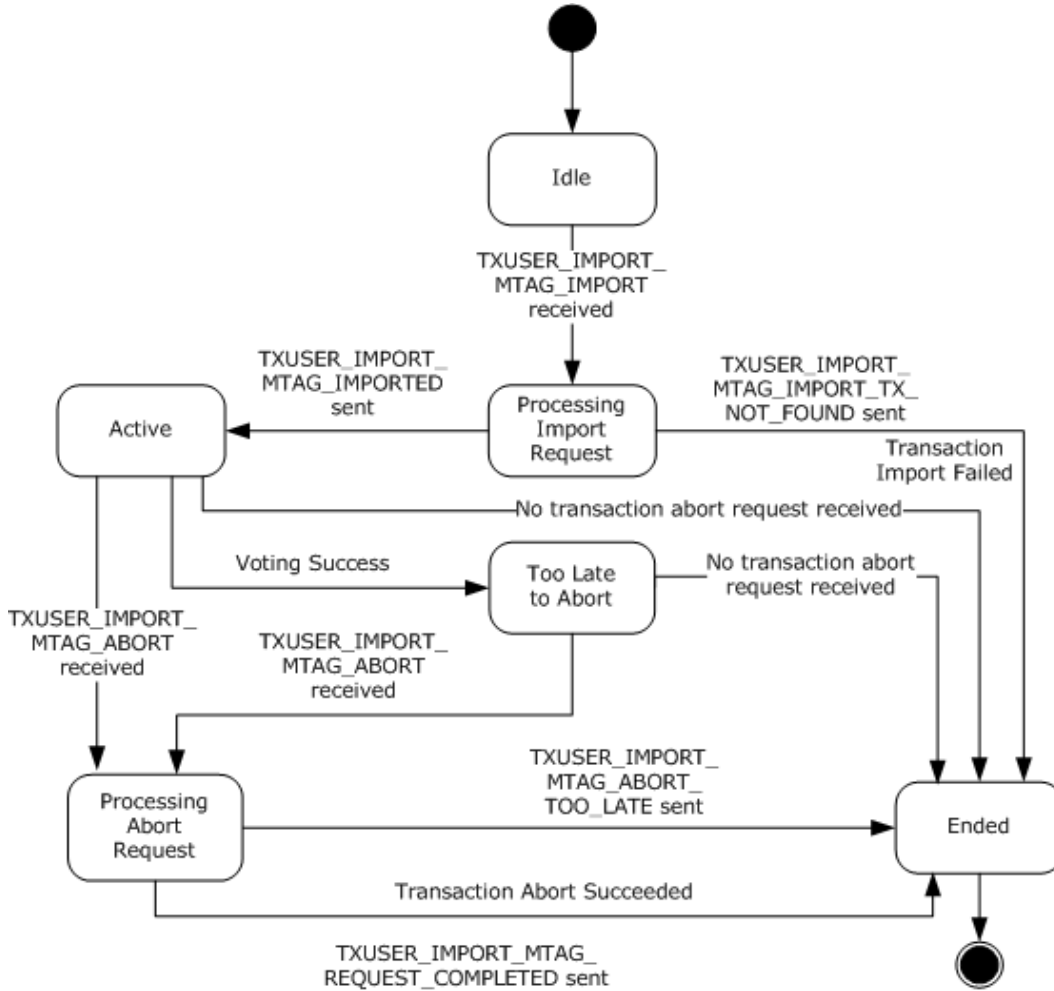 Idle
TXUSER_IMPORT_
MTAG_IMPORT
received
TXUSER_IMPORT_
MTAG_IMPORTED
sent
TXUSER_IMPORT_
MTAG_IMPORT_TX_
NOT_FOUND sent
Active
Processing
Import
Request
Transaction
Import Failed
No transaction abort request received
Voting Success
Too Late
to Abort
No transaction abort
request received
TXUSER_IMPORT_
MTAG_ABORT
received
TXUSER_IMPORT_
MTAG_ABORT
received
TXUSER_IMPORT_
MTAG_ABORT_
TOO_LATE sent
Processing
Abort
Request
Ended
Transaction Abort Succeeded
TXUSER_IMPORT_MTAG_
REQUEST_COMPLETED sent